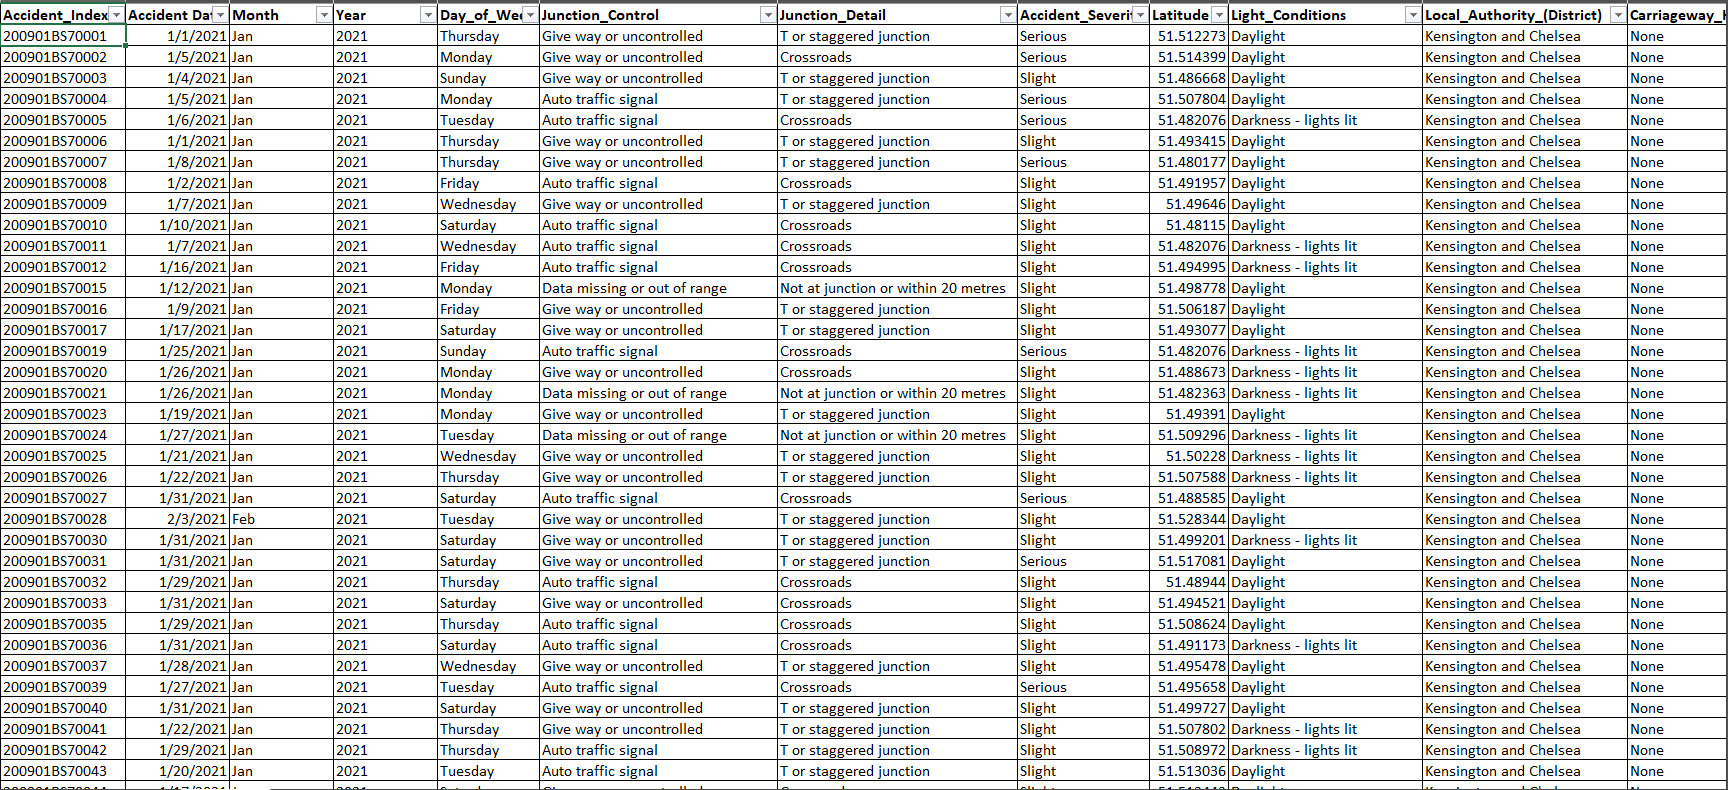 Accident_Index Accident Da Month Year Day_of_We Junction_Control Junction_Detail Accident_Severi Latitude Light_Conditions Local_Authority_(District) Carriageway_H
200901BS70001 1/1/2021 Jan 2021 Thursday Give way or uncontrolled T or staggered junction Serious 51.512273 Daylight Kensington and Chelsea None
200901BS70002 1/5/2021 Jan 2021 Monday Give way or uncontrolled Crossroads Serious 51.514399 Daylight Kensington and Chelsea None
200901BS70003 1/4/2021 Jan 2021 Sunday Give way or uncontrolled T or staggered junction Slight 51.486668 Daylight Kensington and Chelsea None
200901BS70004 1/5/2021 Jan 2021 Monday Auto traffic signal T or staggered junction Serious 51.507804 Daylight Kensington and Chelsea None
200901BS70005 1/6/2021 Jan 2021 Tuesday Auto traffic signal Crossroads Serious 51.482076 Darkness - lights lit Kensington and Chelsea None
200901BS70006 1/1/2021 Jan 2021 Thursday Give way or uncontrolled T or staggered junction Slight 51.493415 Daylight Kensington and Chelsea None
200901BS70007 1/8/2021 Jan 2021 Thursday Give way or uncontrolled T or staggered junction Serious 51.480177 Daylight Kensington and Chelsea None
200901BS70008 1/2/2021 Jan 2021 Friday Auto traffic signal Crossroads Slight 51.491957 Daylight Kensington and Chelsea None
200901BS70009 1/7/2021 Jan 2021 Wednesday Give way or uncontrolled T or staggered junction Slight 51.49646 Daylight Kensington and Chelsea None
200901BS70010 1/10/2021 Jan 2021 Saturday Auto traffic signal Crossroads Slight 51.48115 Daylight Kensington and Chelsea None
200901BS70011 1/7/2021 Jan 2021 Wednesday Auto traffic signal Crossroads Slight 51.482076 Darkness - lights lit Kensington and Chelsea None
200901BS70012 1/16/2021 Jan 2021 Friday Auto traffic signal Crossroads Slight 51.494995 Darkness - lights lit Kensington and Chelsea None
200901BS70015 1/12/2021 Jan 2021 Monday Data missing or out of range Not at junction or within 20 metres Slight 51.498778 Daylight Kensington and Chelsea None
200901BS70016 1/9/2021 Jan 2021 Friday Give way or uncontrolled T or staggered junction Slight 51.506187 Daylight Kensington and Chelsea None
200901BS70017 1/17/2021 Jan 2021 Saturday Give way or uncontrolled T or staggered junction Slight 51.493077 Daylight Kensington and Chelsea None
200901BS70019 1/25/2021 Jan 2021 Sunday Auto traffic signal Crossroads Serious 51.482076 Darkness - lights lit Kensington and Chelsea None
200901BS70020 1/26/2021 Jan 2021 Monday Give way or uncontrolled Crossroads Slight 51.488673 Darkness - lights lit Kensington and Chelsea None
200901BS70021 1/26/2021 Jan 2021 Monday Data missing or out of range Not at junction or within 20 metres Slight 51.482363 Darkness - lights lit Kensington and Chelsea None
200901BS70023 1/19/2021 Jan 2021 Monday Give way or uncontrolled T or staggered junction Slight 51.49391 Daylight Kensington and Chelsea None
200901BS70024 1/27/2021 Jan 2021 Tuesday Data missing or out of range Not at junction or within 20 metres Slight 51.509296 Darkness - lights lit Kensington and Chelsea None
200901BS70025 1/21/2021 Jan 2021 Wednesday Give way or uncontrolled T or staggered junction Slight 51.50228 Darkness - lights lit Kensington and Chelsea None
200901BS70026 1/22/2021 Jan 2021 Thursday Give way or uncontrolled T or staggered junction Slight 51.507588 Darkness - lights lit Kensington and Chelsea None
200901BS70027 1/31/2021 Jan 2021 Saturday Auto traffic signal Crossroads Serious 51.488585 Daylight Kensington and Chelsea None
200901BS70028 2/3/2021 Feb 2021 Tuesday Give way or uncontrolled T or staggered junction Slight 51.528344 Daylight Kensington and Chelsea None
200901BS70030 1/31/2021 Jan 2021 Saturday Give way or uncontrolled T or staggered junction Slight 51.499201 Darkness - lights lit Kensington and Chelsea None
200901BS70031 1/31/2021 Jan 2021 Saturday Give way or uncontrolled T or staggered junction Serious 51.517081 Daylight Kensington and Chelsea None
200901BS70032 1/29/2021 Jan 2021 Thursday Auto traffic signal Crossroads Slight 51.48944 Daylight Kensington and Chelsea None
200901BS70033 1/31/2021 Jan 2021 Saturday Give way or uncontrolled Crossroads Slight 51.494521 Daylight Kensington and Chelsea None
200901BS70035 1/29/2021 Jan 2021 Thursday Auto traffic signal Crossroads Slight 51.508624 Daylight Kensington and Chelsea None
200901BS70036 1/31/2021 Jan 2021 Saturday Auto traffic signal Crossroads Slight 51.491173 Darkness - lights lit Kensington and Chelsea None
200901BS70037 1/28/2021 Jan 2021 Wednesday Give way or uncontrolled T or staggered junction Slight 51.495478 Daylight Kensington and Chelsea None
200901BS70039 1/27/2021 Jan 2021 Tuesday Auto traffic signal Crossroads Serious 51.495658 Daylight Kensington and Chelsea None
200901BS70040 1/31/2021 Jan 2021 Saturday Give way or uncontrolled T or staggered junction Slight 51.499727 Daylight Kensington and Chelsea None
200901BS70041 1/22/2021 Jan 2021 Thursday Give way or uncontrolled T or staggered junction Slight 51.507802 Darkness - lights lit Kensington and Chelsea None
200901BS70042 1/29/2021 Jan 2021 Thursday Auto traffic signal T or staggered junction Slight 51.508972 Darkness - lights lit Kensington and Chelsea None
200901BS70043 1/20/2021 Jan 2021 Tuesday Auto traffic signal T or staggered junction Slight 51.513036 Daylight Kensington and Chelsea None